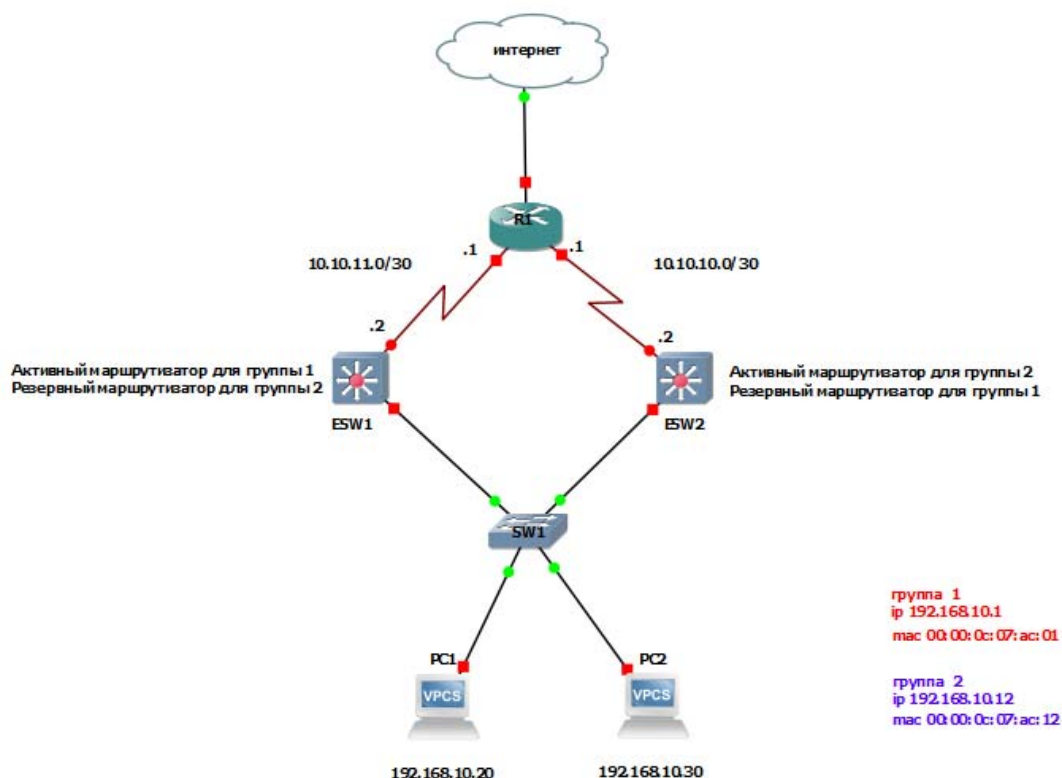 интернет
R1
.1
.1
10.10.11.0/30
10.10.10.0/30
.2
.2
Активный маршрутизатор для группы 1
Резервный маршрутизатор для группы 2
Активный маршрутизатор для группы 2
Резервный маршрутизатор для группы 1
ESW1
ESW2
SW1
группа 1
ip 192.168.10.1
mac 00:00:0c:07:ac:01
PC1
PC2
VPCS
VPCS
группа 2
ip 192.168.10.12
mac 00:00:0c:07:ac:12
192.168.10.20
192.168.10.30